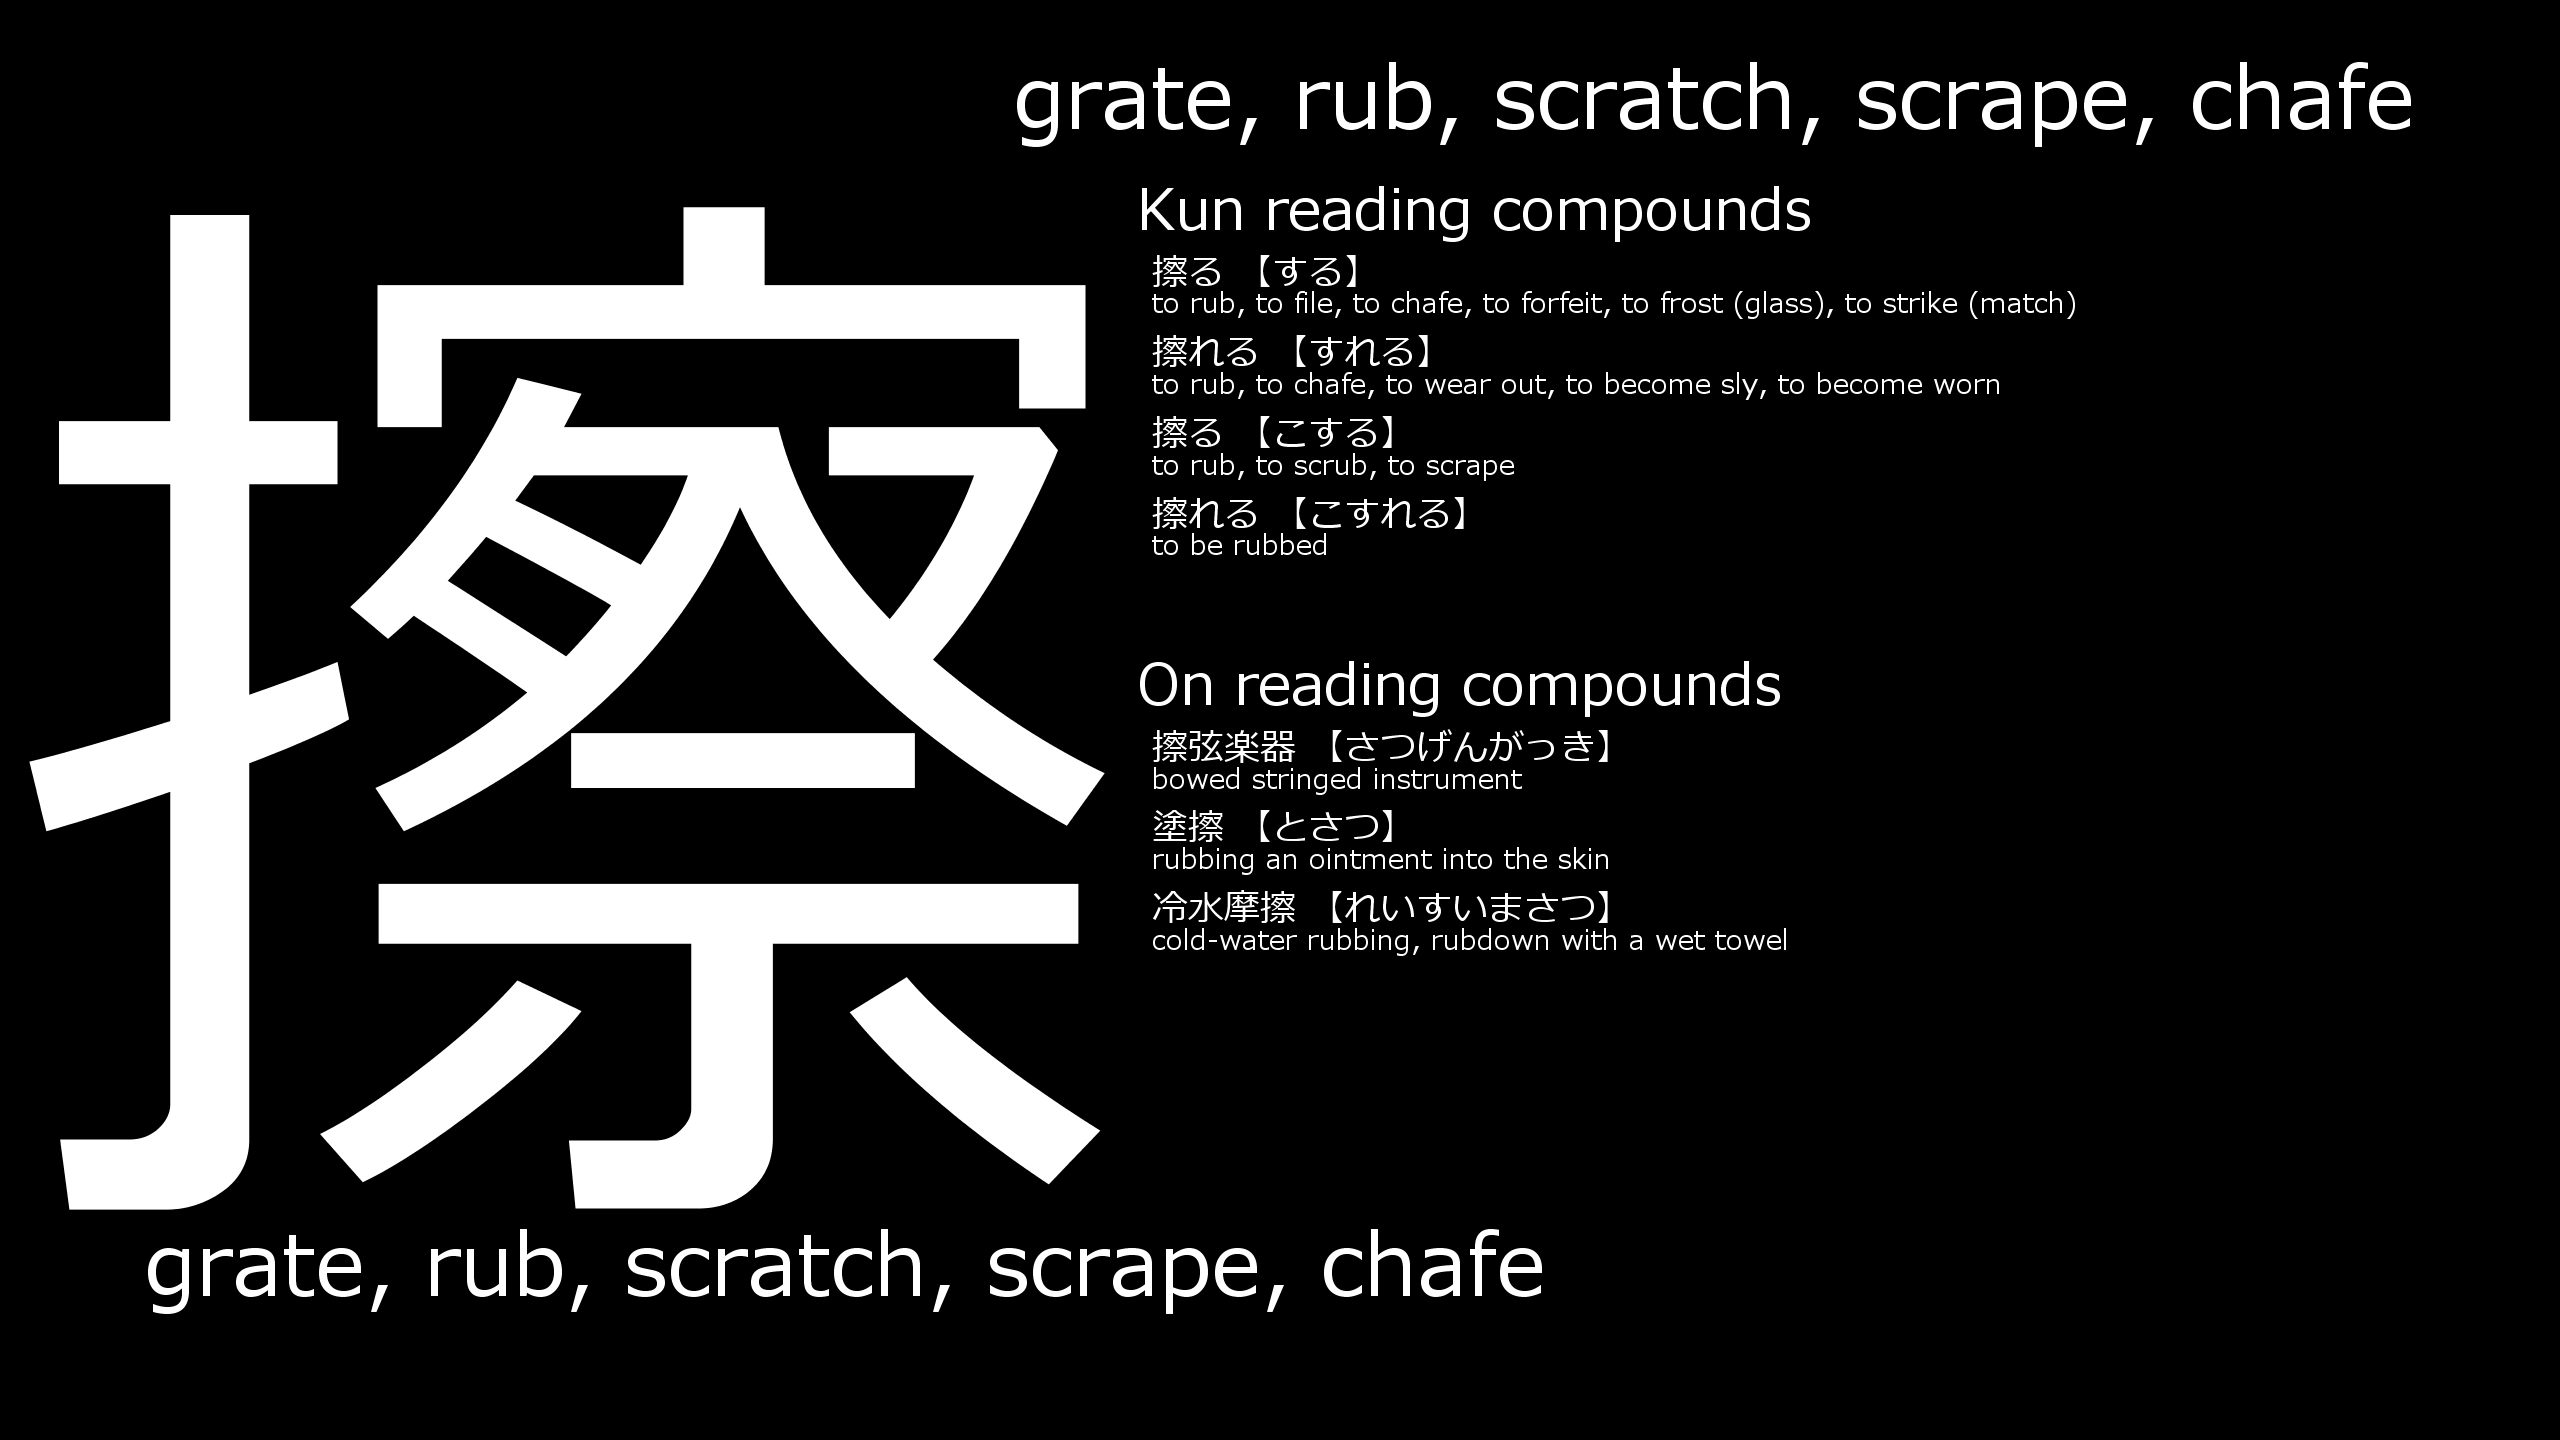 grate, rub, scratch, scrape, chafe
擦
Kun reading compounds
擦る 【する】
to rub, to file, to chafe, to forfeit, to frost (glass), to strike (match)
擦れる 【すれる】
to rub, to chafe, to wear out, to become sly, to become worn
擦る 【こする】
to rub, to scrub, to scrape
擦れる 【こすれる】
to be rubbed
On reading compounds
擦弦楽器 【さつげんがっき】
bowed stringed instrument
塗擦 【とさつ】
rubbing an ointment into the skin
冷水摩擦 【れいすいまさつ】
cold-water rubbing, rubdown with a wet towel
grate, rub, scratch, scrape, chafe